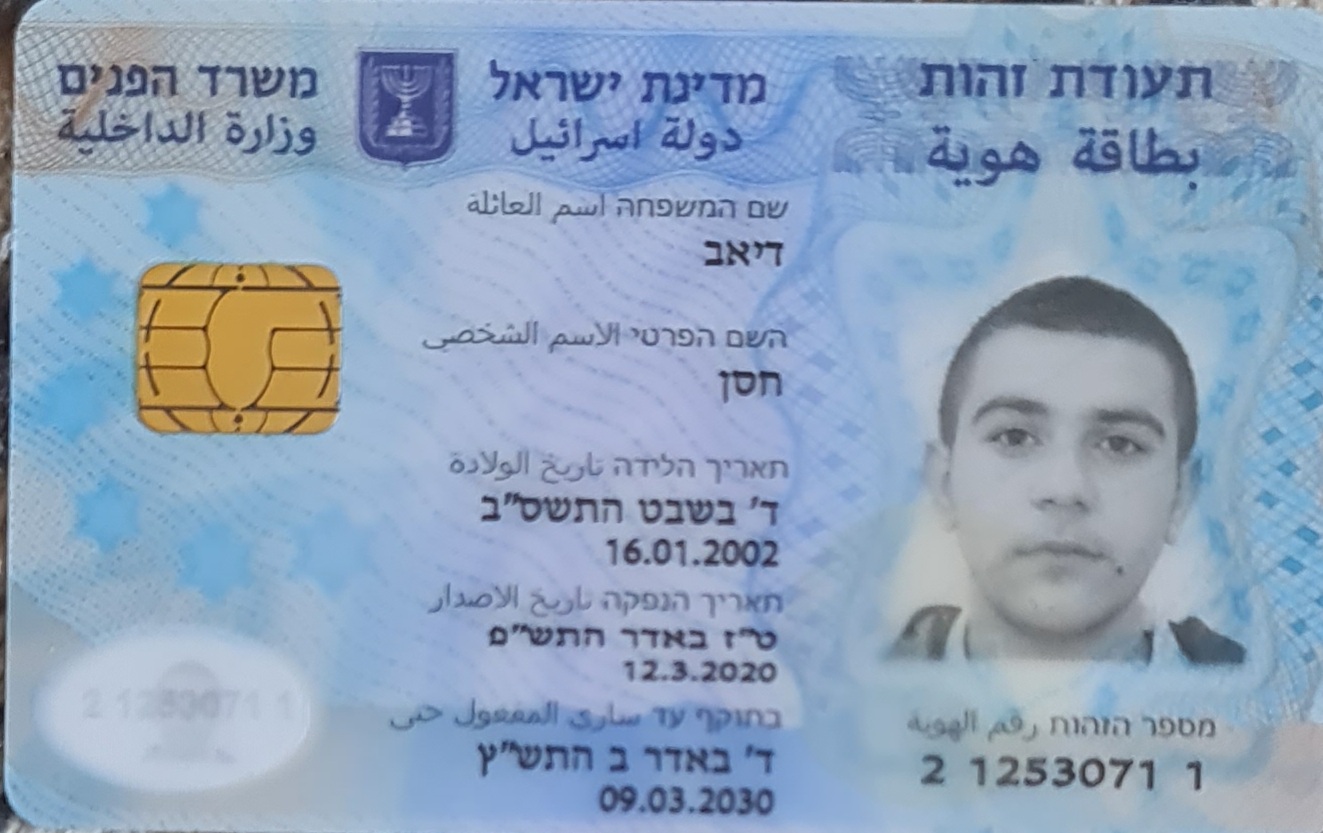 תעודת זהות
بطاقة هوية
מדינת ישראל
دولة اسرائيل
משרד הפנים
وزارة الداخلية
שם המשפחה اسم العائلة
דיאב
השם הפרטי الاسم الشخصي
חסן
תאריך הלידה تاريخ الولادة
ד' בשבט התשס"ב
16.01.2002
תאריך הנפקה تاريخ الاصدار
ט"ז באדר התש"פ
12.3.2020
בתוקף עד ساري المفعول حتى
ד' באדר ב התש"ץ
09.03.2030
מספר הזהות رقم الهوية
2 1253071 1
2 1253071 1